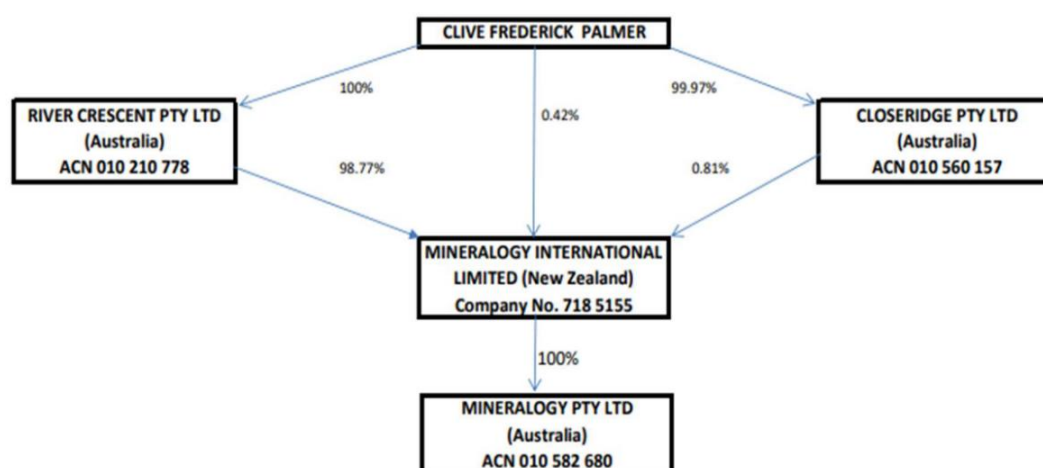 CLIVE FREDERICK PALMER
100%
0.42%
99.97%
RIVER CRESCENT PTY LTD
(Australia)
ACN 010 210 778
CLOSERIDGE PTY LTD
(Australia)
ACN 010 560 157
98.77%
0.81%
MINERALOGY INTERNATIONAL
LIMITED (New Zealand)
Company No. 718 5155
100%
MINERALOGY PTY LTD
(Australia)
ACN 010 582 680